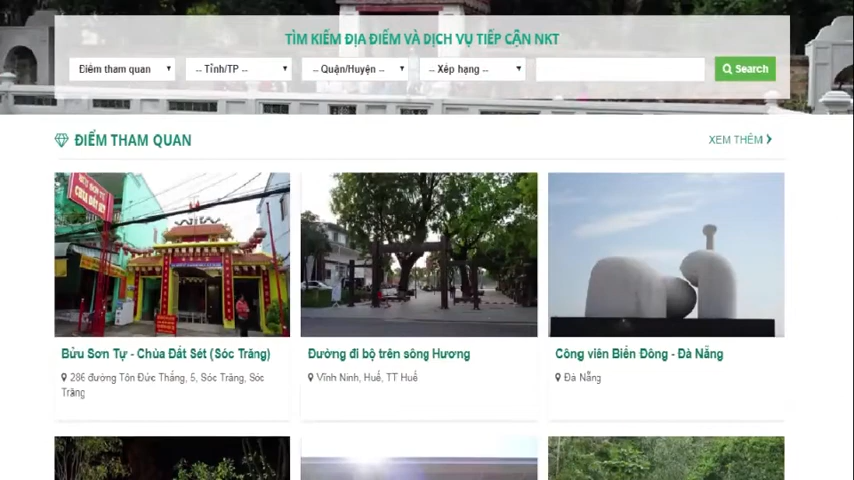 TÌM KIẾM ĐỊA ĐIỂM VÀ DỊCH VỤ TIẾP CẬN NKT
Điểm tham quan
-- Tỉnh/TP --
-- Quận/Huyện --
-- Xếp hạng --
Search
ĐIỂM THAM QUAN
XEM THÊM
CHÙA ĐẤT SÉT
Bửu Sơn Tự - Chùa Đất Sét (Sóc Trăng)
Đường đi bộ trên sông Hương
Công viên Biển Đông - Đà Nẵng
286 đường Tôn Đức Thắng, 5, Sóc Trăng, Sóc
Trăng
Vĩnh Ninh, Huế, TT Huế
Đà Nẵng